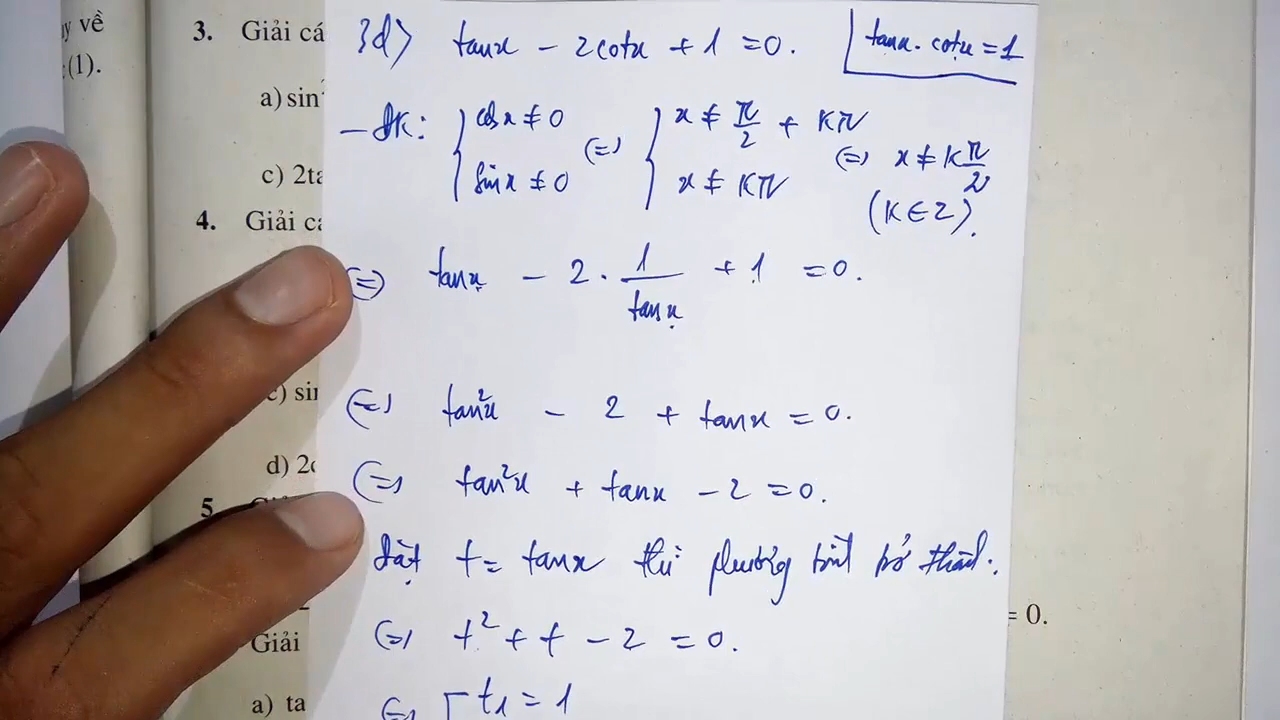 y về
(1).
3. Giải cá
a) sin
c) 2ta
4. Giải cá
c) sin
d) 2c
5.
Giải
a) ta
= 0.
3d) tanx - 2cotx + 1 = 0.
tanx. cotx = 1
- ĐK: { cosx ≠ 0 (=) { x ≠ π/2 + Kπ
sinx ≠ 0 x ≠ Kπ (=) x ≠ K π/2
(K ∈ Z).
(=) tanx - 2 . 1/tanx + 1 = 0.
(=) tan²x - 2 + tanx = 0.
(=) tan²x + tanx - 2 = 0.
Đặt t = tanx thì phương trình trở thành.
(=) t² + t - 2 = 0.
(=) [ t₁ = 1